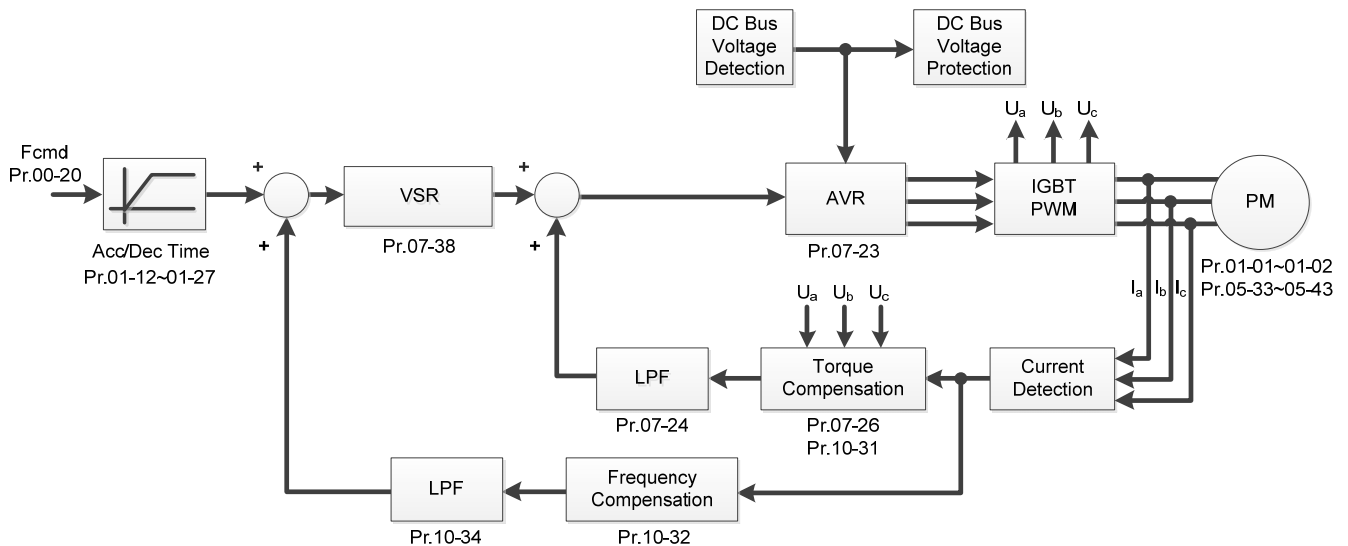 DC Bus
Voltage
Detection
DC Bus
Voltage
Protection
Ua
Ub
Uc
Fcmd
Pr.00-20
+
+
VSR
+
+
AVR
IGBT
PWM
PM
Acc/Dec Time
Pr.01-12~01-27
Pr.07-38
Pr.07-23
Pr.01-01~01-02
Pr.05-33~05-43
Ia
Ib
Ic
Ua
Ub
Uc
LPF
Torque
Compensation
Current
Detection
Pr.07-24
Pr.07-26
Pr.10-31
LPF
Frequency
Compensation
Pr.10-34
Pr.10-32